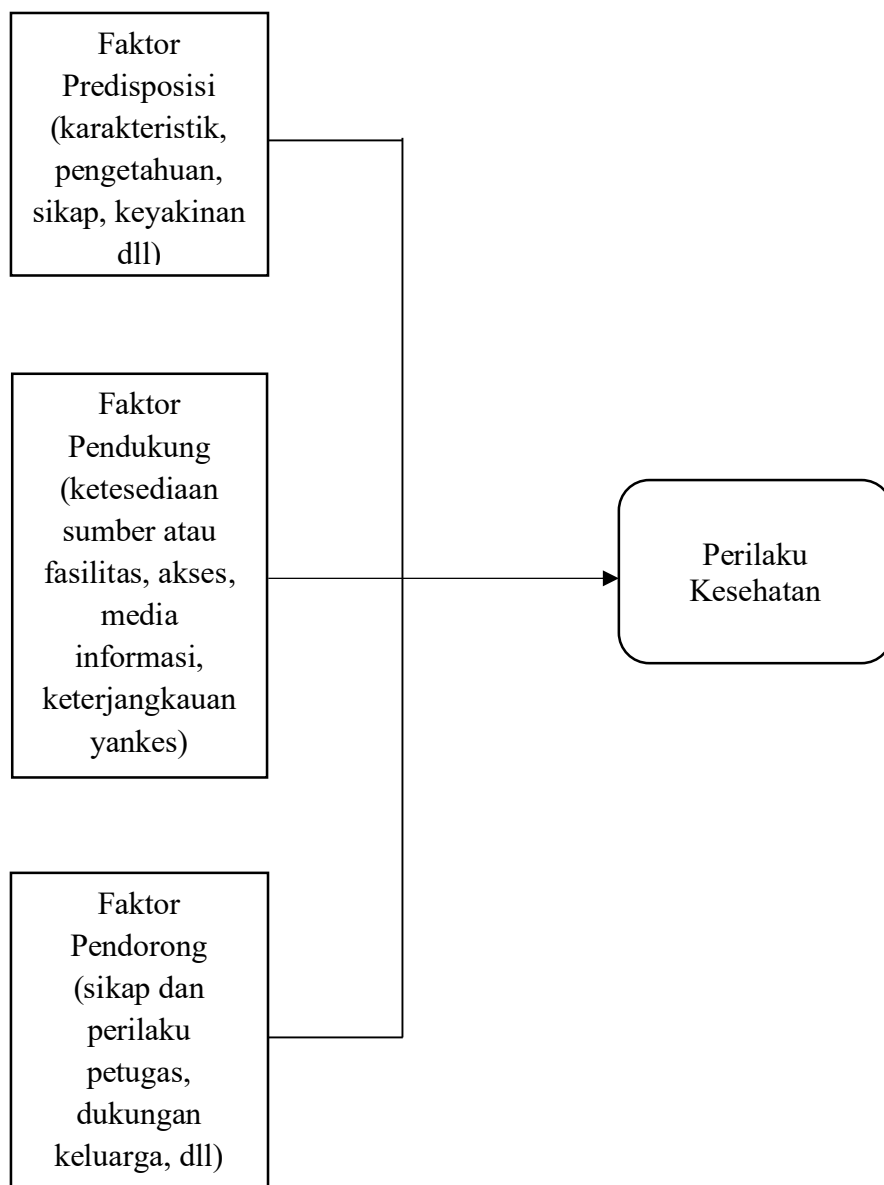 Faktor
Predisposisi
(karakteristik,
pengetahuan,
sikap, keyakinan
dll)
Faktor
Pendukung
(ketesediaan
sumber atau
fasilitas, akses,
media
informasi,
keterjangkauan
yankes)
Perilaku
Kesehatan
Faktor
Pendorong
(sikap dan
perilaku
petugas,
dukungan
keluarga, dll)